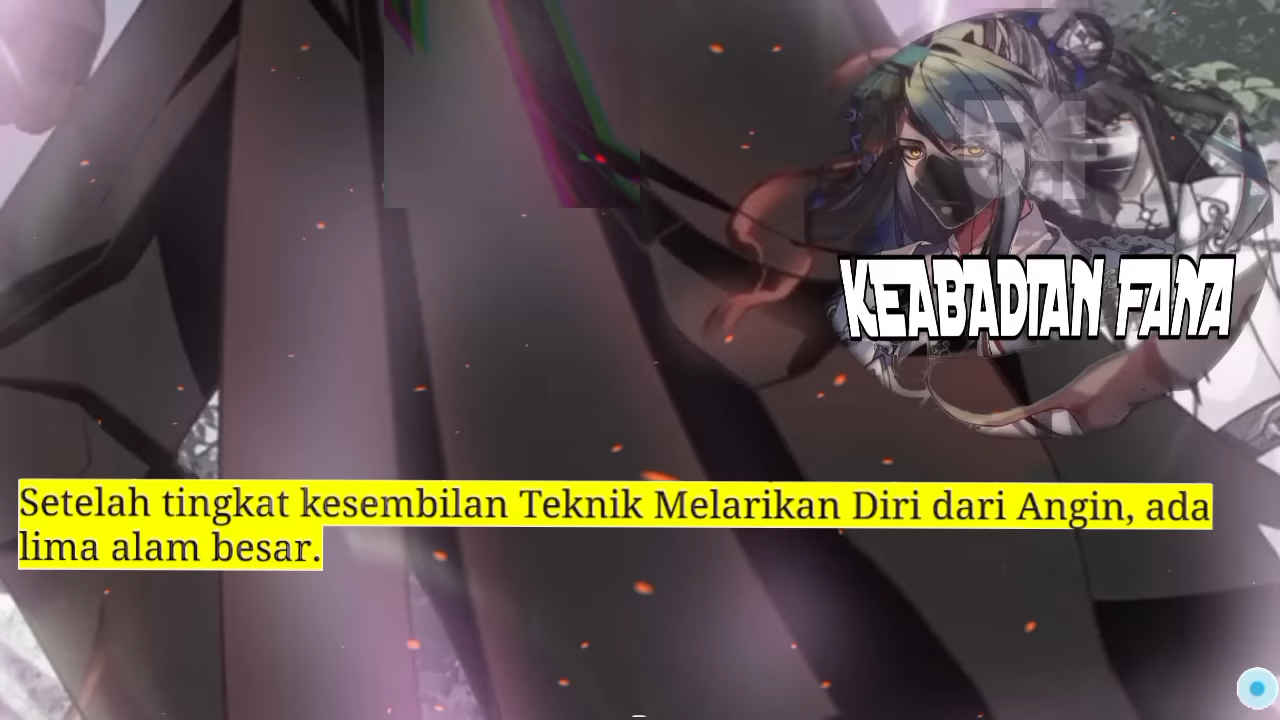 KEABADIAN FANA
Setelah tingkat kesembilan Teknik Melarikan Diri dari Angin, ada
lima alam besar.